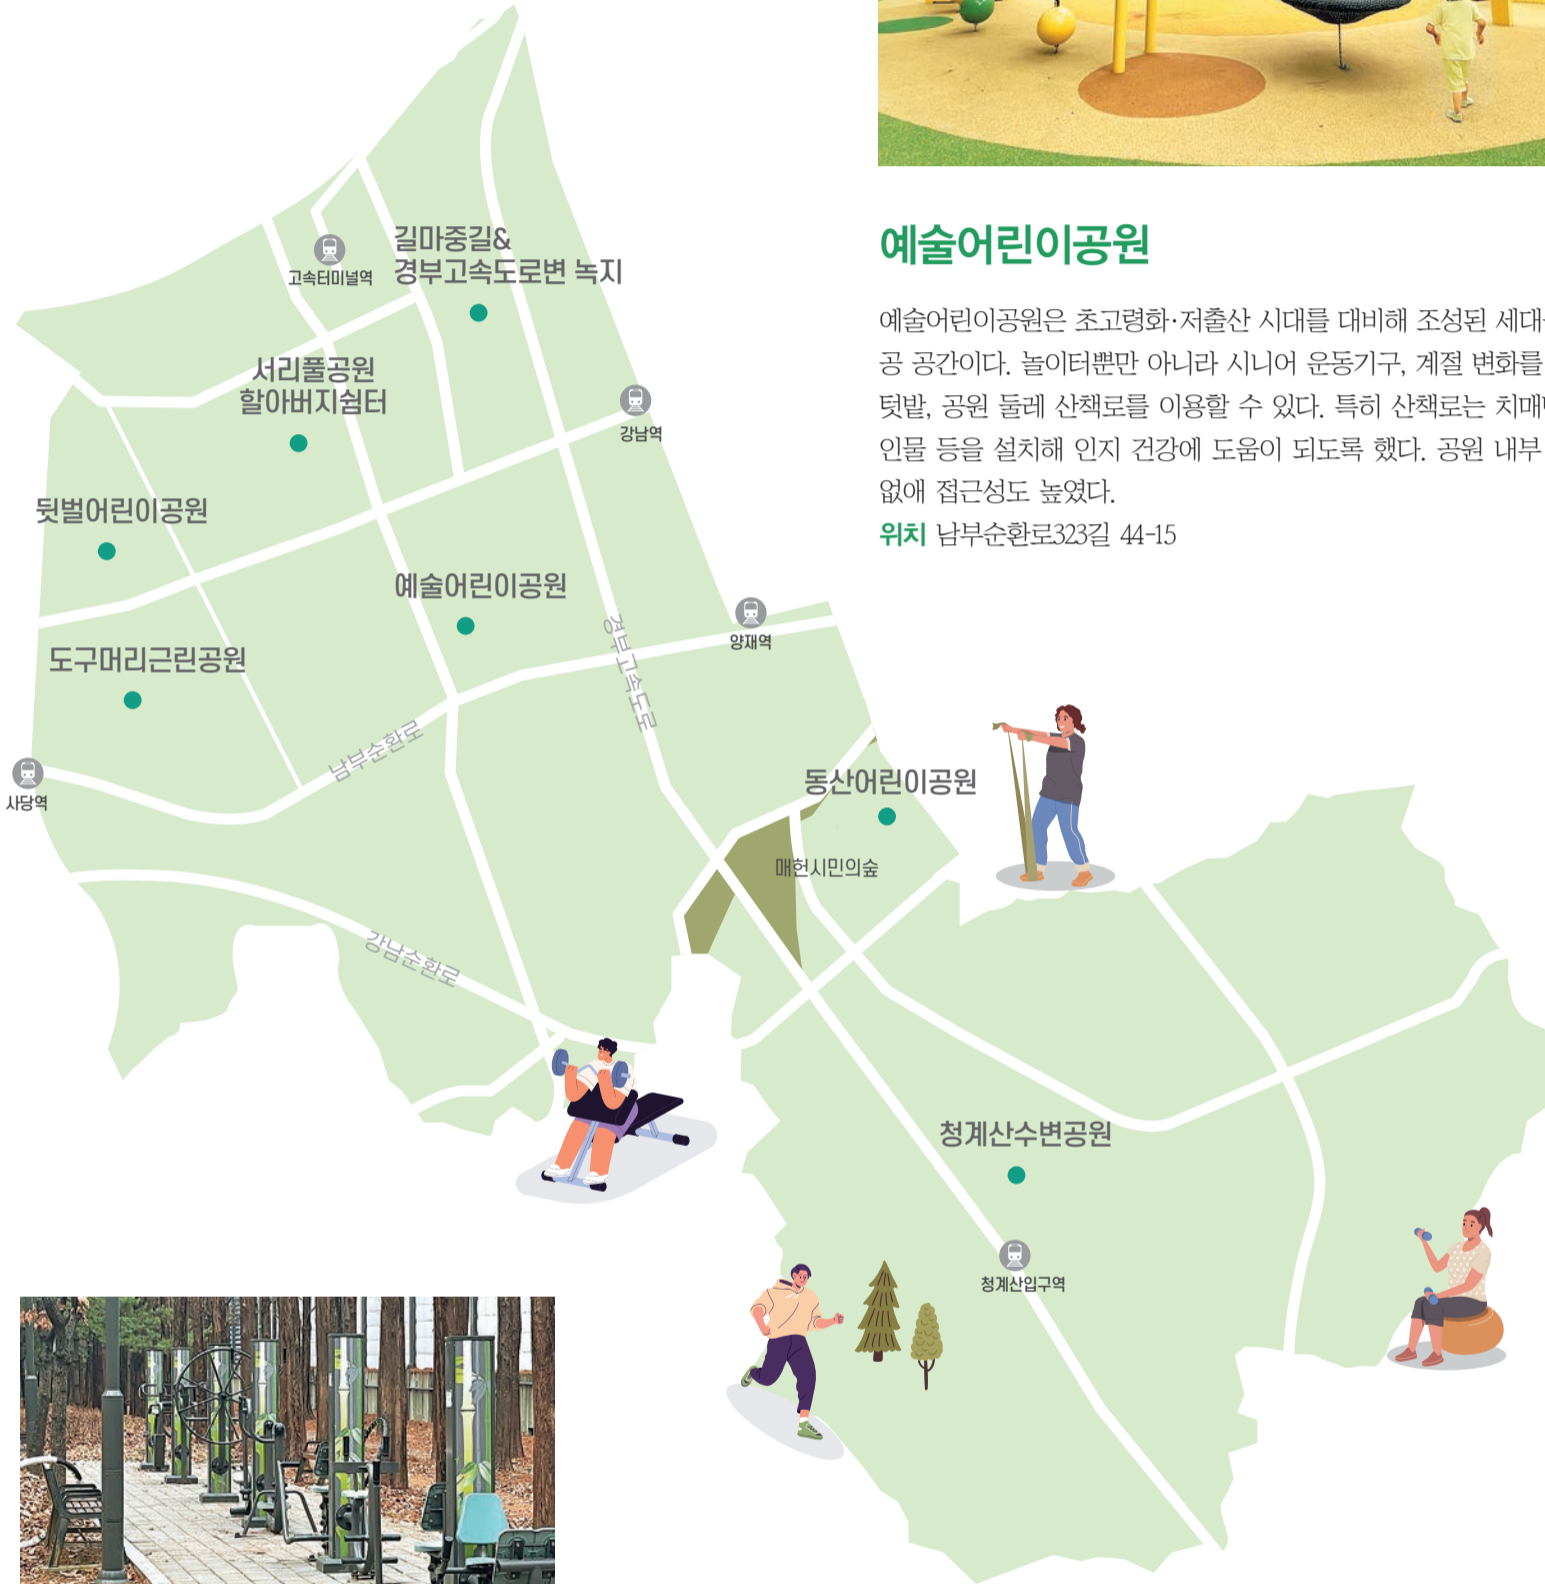 길마중길&
경부고속도로변 녹지
고속터미널역
서리풀공원
할아버지쉼터
강남역
뒷벌어린이공원
예술어린이공원
양재역
도구머리근린공원
경부고속도로
남부순환로
사당역
동산어린이공원
매헌시민의숲
강남순환로
청계산수변공원
청계산입구역
예술어린이공원
예술어린이공원은 초고령화·저출산 시대를 대비해 조성된 세대
공 공간이다. 놀이터뿐만 아니라 시니어 운동기구, 계절 변화를
텃밭, 공원 둘레 산책로를 이용할 수 있다. 특히 산책로는 치매
인물 등을 설치해 인지 건강에 도움이 되도록 했다. 공원 내부
없애 접근성도 높였다.
위치 남부순환로323길 44-15